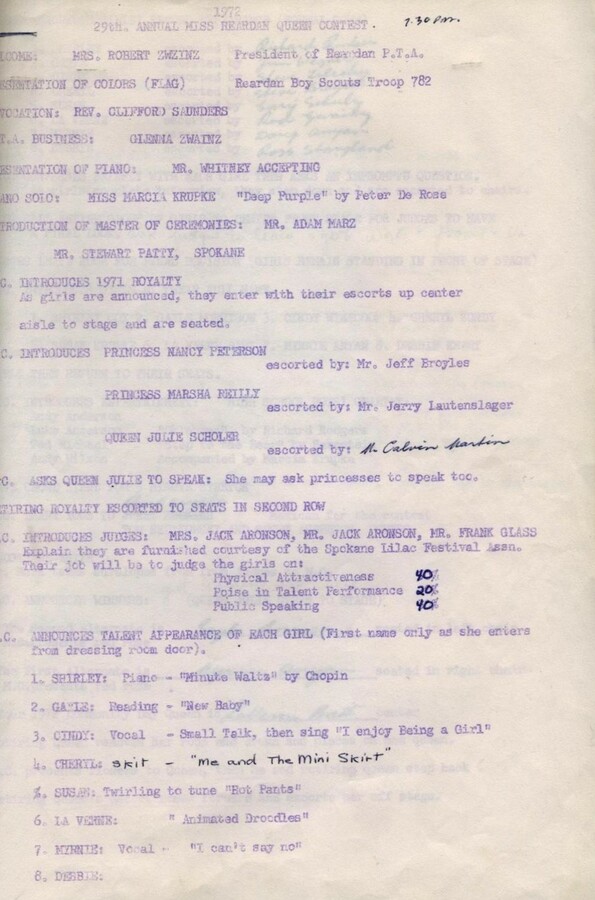 1972
29th. ANNUAL MISS REARDAN QUEEN CONTEST. 7:30 P.M.
LCOME: MRS. ROBERT ZWZINZ President of Reardan P.T.A.
ESENTATION OF COLORS (FLAG) Reardan Boy Scouts Troop 782
VOCATION: REV. CLIFFORD SAUNDERS
T.A. BUSINESS: GLENNA ZWAINZ
ESENTATION OF PIANO: MR. WHITNEY ACCEPTING
ANO SOLO: MISS MARCIA KRUPKE "Deep Purple" by Peter De Rose
TRODUCTION OF MASTER OF CEREMONIES: MR. ADAM MARZ
MR. STEWART PATTY, SPOKANE
C. INTRODUCES 1971 ROYALTY
As girls are announced, they enter with their escorts up center
aisle to stage and are seated.
C. INTRODUCES PRINCESS NANCY PETERSON
escorted by: Mr. Jeff Broyles
PRINCESS MARSHA REILLY
escorted by: Mr. Jerry Lautenslager
QUEEN JULIE SCHOLER
escorted by: Mr. Calvin Martin
C. ASKS QUEEN JULIE TO SPEAK: She may ask princesses to speak too.
TIRING ROYALTY ESCORTED TO SEATS IN SECOND ROW
C. INTRODUCES JUDGES: MRS. JACK ARONSON, MR. JACK ARONSON, MR. FRANK GLASS
Explain they are furnished courtesy of the Spokane Lilac Festival Assn.
Their job will be to judge the girls on:
Physical Attractiveness 40%
Poise in Talent Performance 20%
Public Speaking 40%
.C. ANNOUNCES TALENT APPEARANCE OF EACH GIRL (First name only as she enters
from dressing room door).
1. SHIRLEY: Piano - "Minute Waltz" by Chopin
2. GAYLE: Reading - "New Baby"
3. CINDY: Vocal - Small Talk, then sing "I enjoy Being a Girl"
4. CHERYL: skit - "Me and The Mini Skirt"
5. SUSAN: Twirling to tune "Hot Pants"
6. LA VERNE: " Animated Droodles"
7. MYRNIE: Vocal - "I can't say no"
8. DEBBIE: